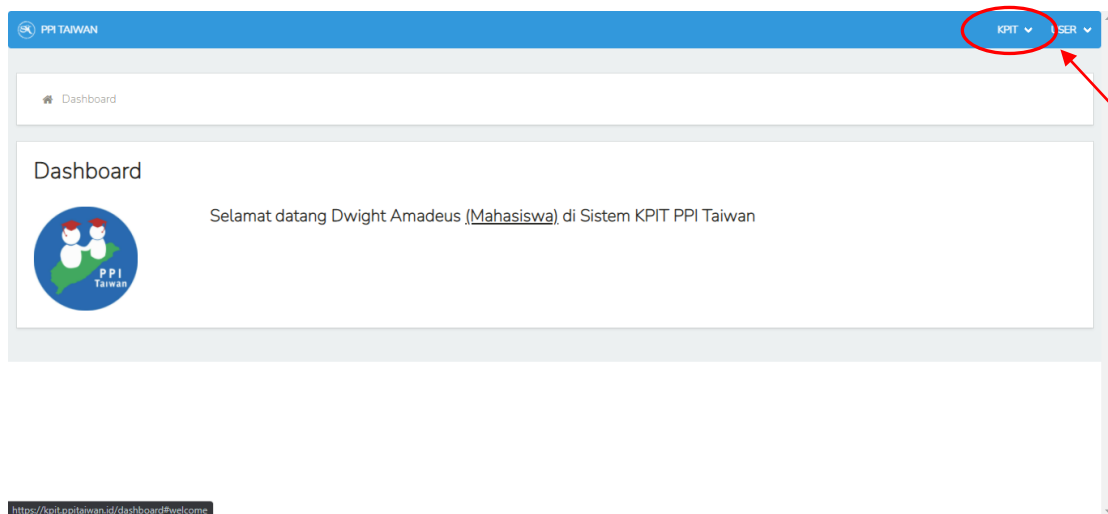 PPI TAIWAN
KPIT
USER
Dashboard
Dashboard
Selamat datang Dwight Amadeus (Mahasiswa) di Sistem KPIT PPI Taiwan
PPI
Taiwan
https://kpit.ppitaiwan.id/dashboard#welcome